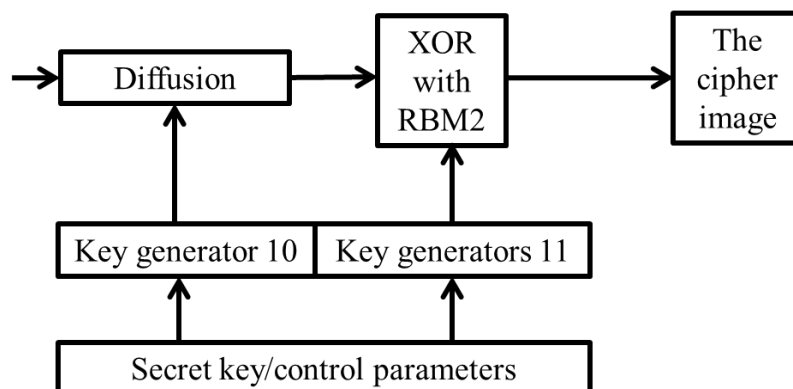 Diffusion
XOR
with
RBM2
The
cipher
image
Key generator 10
Key generators 11
Secret key/control parameters